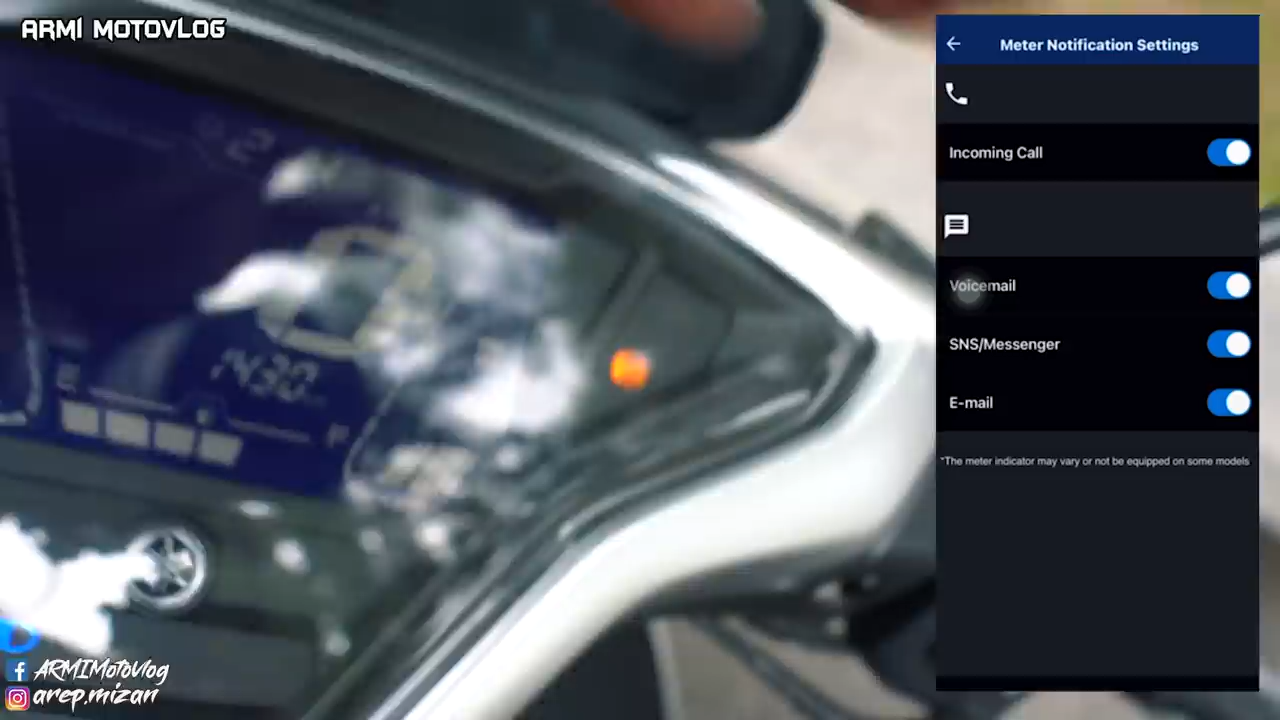 ARMI MOTOVLOG
Meter Notification Settings
Incoming Call
Voicemail
SNS/Messenger
E-mail
*The meter indicator may vary or not be equipped on some models
1430
E
F
ARMIMotovlog
arep.mizan